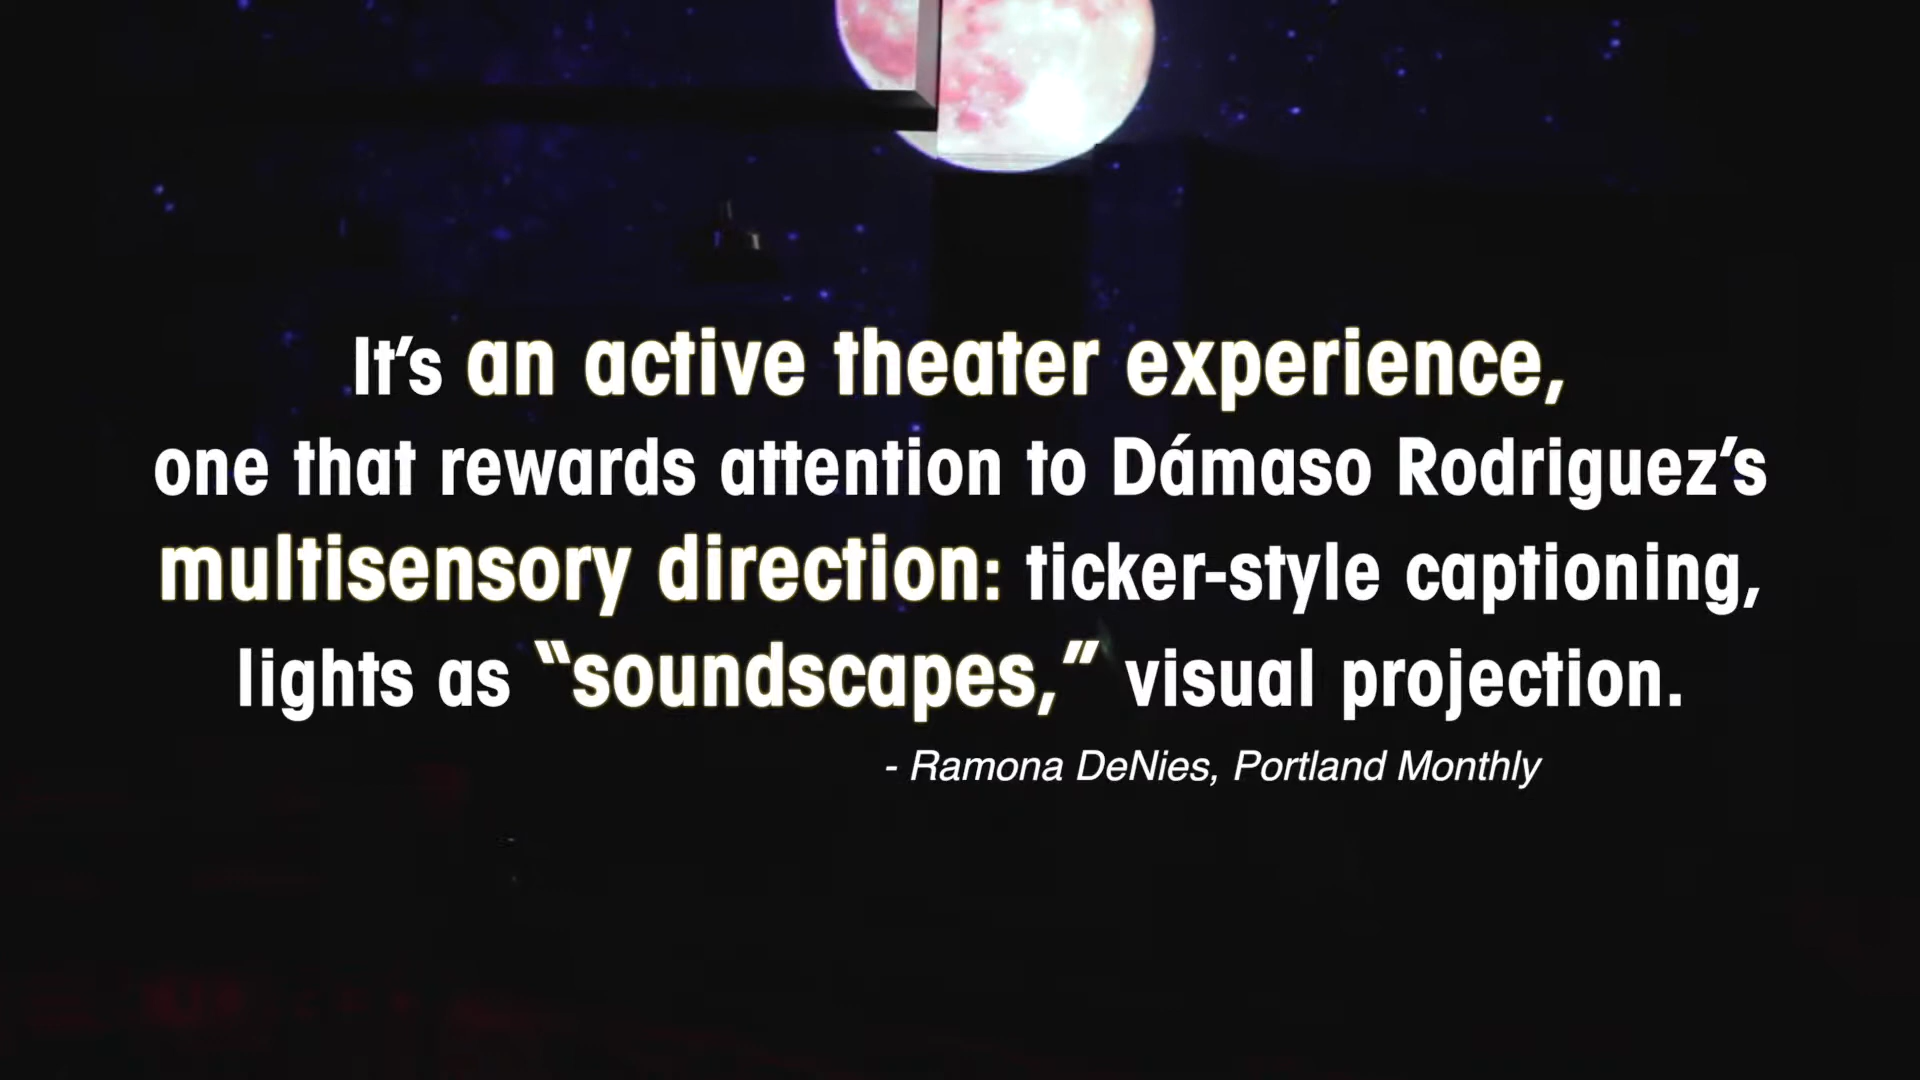 It’s an active theater experience,
one that rewards attention to Dámaso Rodriguez’s
multisensory direction: ticker-style captioning,
lights as “soundscapes,” visual projection.
- Ramona DeNies, Portland Monthly